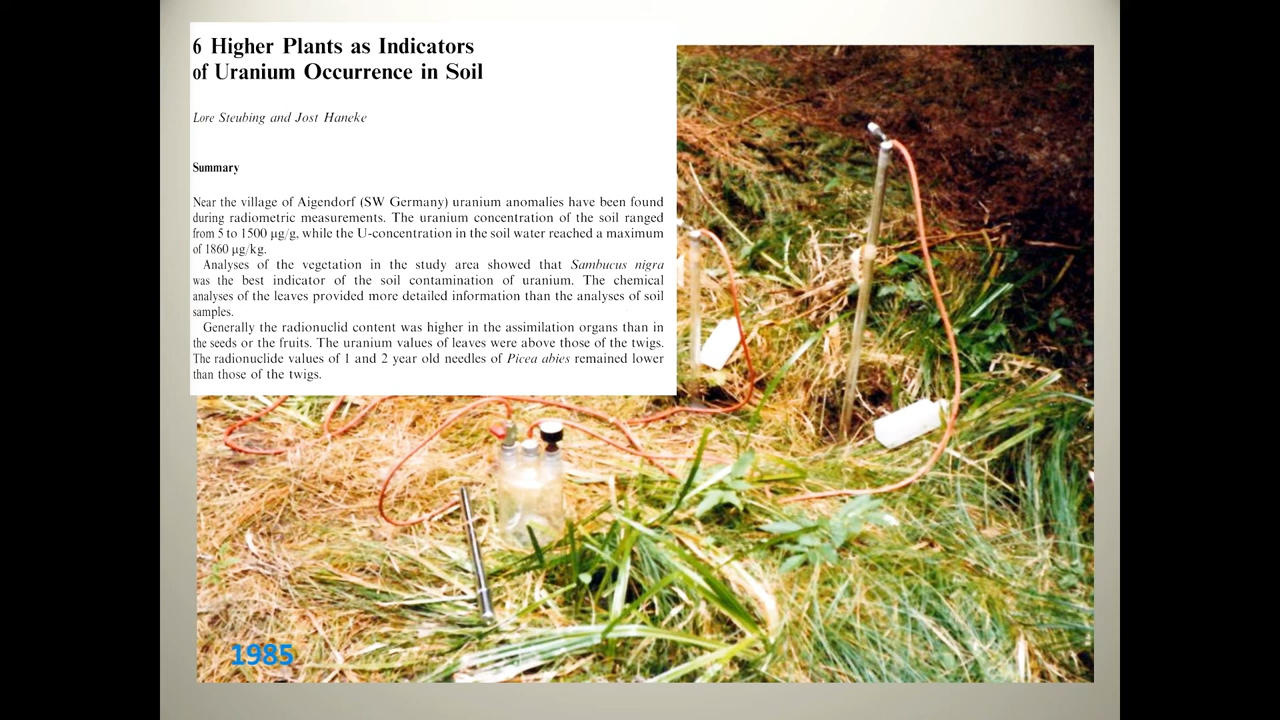 6 Higher Plants as Indicators
of Uranium Occurrence in Soil
Lore Steubing and Jost Haneke
Summary
Near the village of Aigendorf (SW Germany) uranium anomalies have been found
during radiometric measurements. The uranium concentration of the soil ranged
from 5 to 1500 µg/g, while the U-concentration in the soil water reached a maximum
of 1860 µg/kg.
Analyses of the vegetation in the study area showed that Sambucus nigra
was the best indicator of the soil contamination of uranium. The chemical
analyses of the leaves provided more detailed information than the analyses of soil
samples.
Generally the radionuclid content was higher in the assimilation organs than in
the seeds or the fruits. The uranium values of leaves were above those of the twigs.
The radionuclide values of 1 and 2 year old needles of Picea abies remained lower
than those of the twigs.
1985